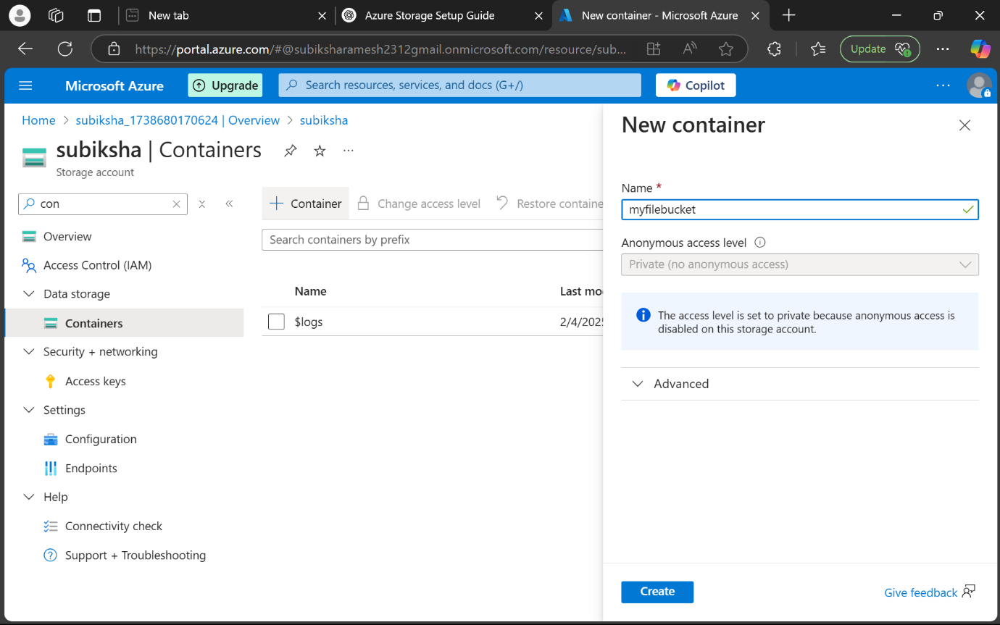 New tab
Azure Storage Setup Guide
New container - Microsoft Azure
https://portal.azure.com/#@subiksharamesh2312gmail.onmicrosoft.com/resource/sub...
Update
Microsoft Azure
Upgrade
Search resources, services, and docs (G+/)
Copilot
Home > subiksha_1738680170624 | Overview > subiksha
subiksha | Containers
Storage account
con
Overview
Access Control (IAM)
Data storage
Containers
Security + networking
Access keys
Settings
Configuration
Endpoints
Help
Connectivity check
Support + Troubleshooting
Container
Change access level
Restore containe
Search containers by prefix
Name
Last mo
$logs
2/4/2025
New container
Name *
myfilebucket
Anonymous access level
Private (no anonymous access)
The access level is set to private because anonymous access is
disabled on this storage account.
Advanced
Create
Give feedback